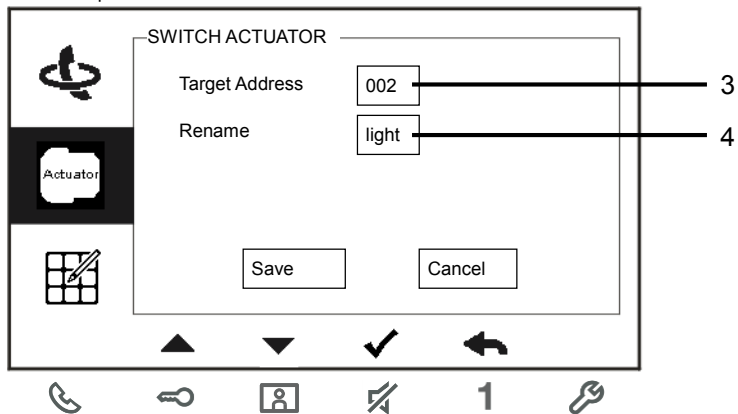 SWITCH ACTUATOR
Target Address 002 3
Rename light 4
Actuator
Save Cancel
1